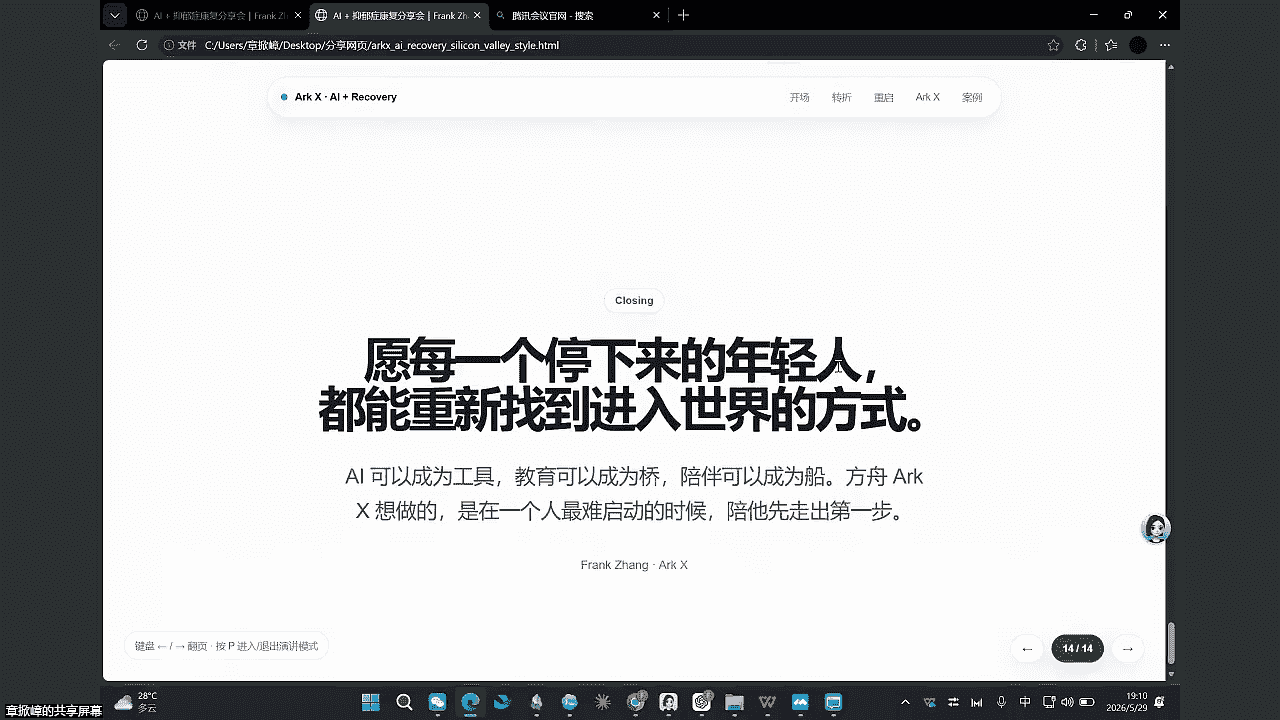 AI + 抑郁症康复分享会 | Frank Z
AI + 抑郁症康复分享会 | Frank Zh
腾讯会议官网 - 搜索
文件 C:/Users/章掀嶂/Desktop/分享网页/arkx_ai_recovery_silicon_valley_style.html
Ark X · AI + Recovery
开场 转折 重启 Ark X 案例
Closing
愿每一个停下来的年轻人，
都能重新找到进入世界的方式。
AI 可以成为工具，教育可以成为桥，陪伴可以成为船。方舟 Ark
X 想做的，是在一个人最难启动的时候，陪他先走出第一步。
Frank Zhang · Ark X
键盘 ← / → 翻页 · 按 P 进入/退出演讲模式
← 14 / 14 →
28°C
多云
中
19:10
2026/5/29
章掀嶂的共享屏幕